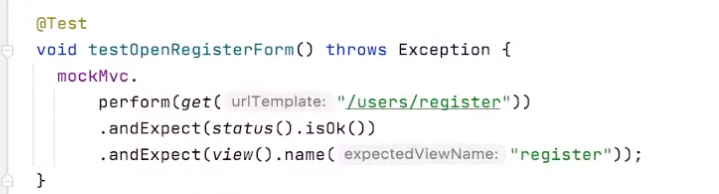 @Test
void testOpenRegisterForm() throws Exception {
mockMvc.
perform(get( urlTemplate: "/users/register"))
.andExpect(status().isOk())
.andExpect(view().name( expectedViewName: "register"));
}